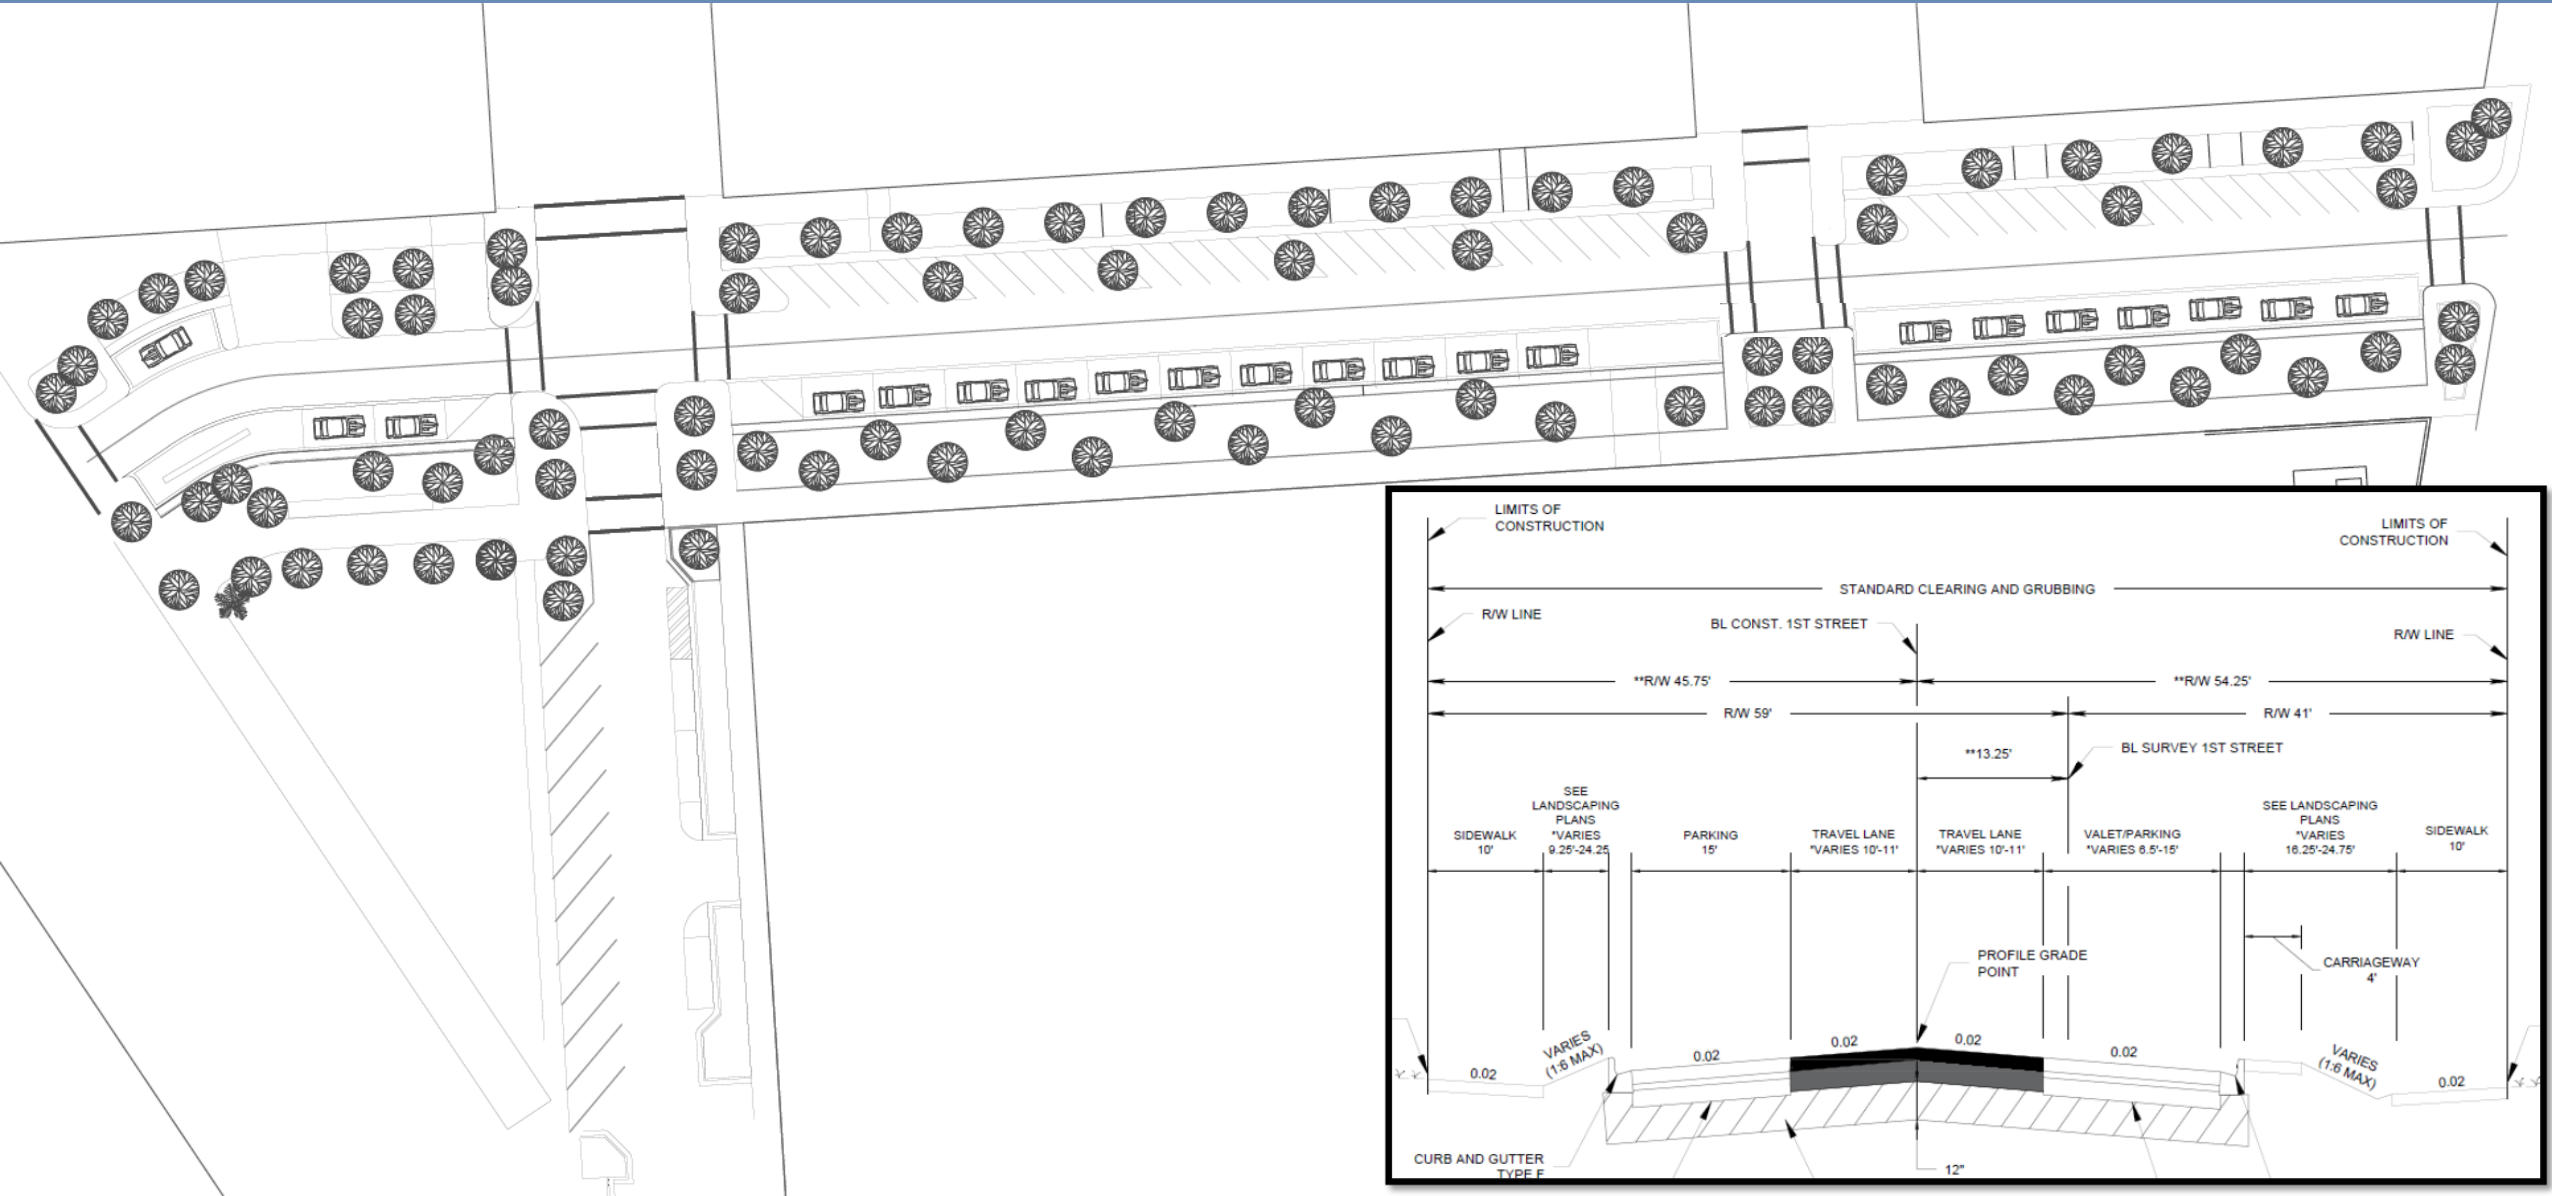 LIMITS OF
CONSTRUCTION
LIMITS OF
CONSTRUCTION
STANDARD CLEARING AND GRUBBING
R/W LINE
BL CONST. 1ST STREET
R/W LINE
**R/W 45.75'
**R/W 54.25'
R/W 59'
R/W 41'
**13.25'
BL SURVEY 1ST STREET
SIDEWALK
10'
SEE
LANDSCAPING
PLANS
*VARIES
9.25'-24.25
PARKING
15'
TRAVEL LANE
*VARIES 10'-11'
TRAVEL LANE
*VARIES 10'-11'
VALET/PARKING
*VARIES 6.5'-15'
SEE LANDSCAPING
PLANS
*VARIES
16.25'-24.75'
SIDEWALK
10'
CARRIAGEWAY
4'
PROFILE GRADE
POINT
0.02
VARIES
(1:6 MAX)
0.02
0.02
0.02
0.02
VARIES
(1:6 MAX)
0.02
CURB AND GUTTER
TYPE F
12"